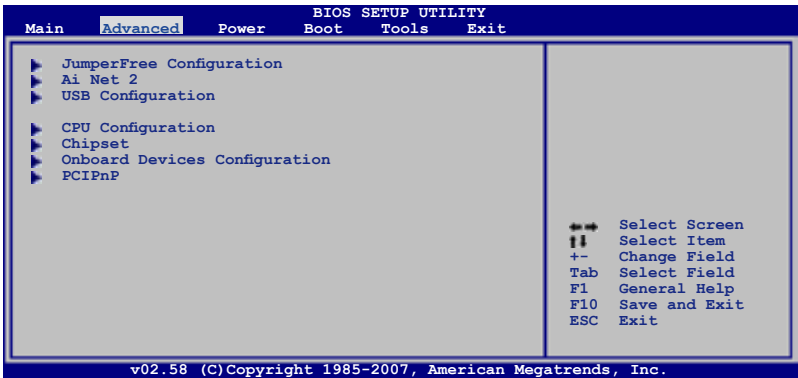 BIOS SETUP UTILITY
Main Advanced Power Boot Tools Exit
JumperFree Configuration
Ai Net 2
USB Configuration
CPU Configuration
Chipset
Onboard Devices Configuration
PCIPnP
Select Screen
Select Item
+- Change Field
Tab Select Field
F1 General Help
F10 Save and Exit
ESC Exit
v02.58 (C)Copyright 1985-2007, American Megatrends, Inc.